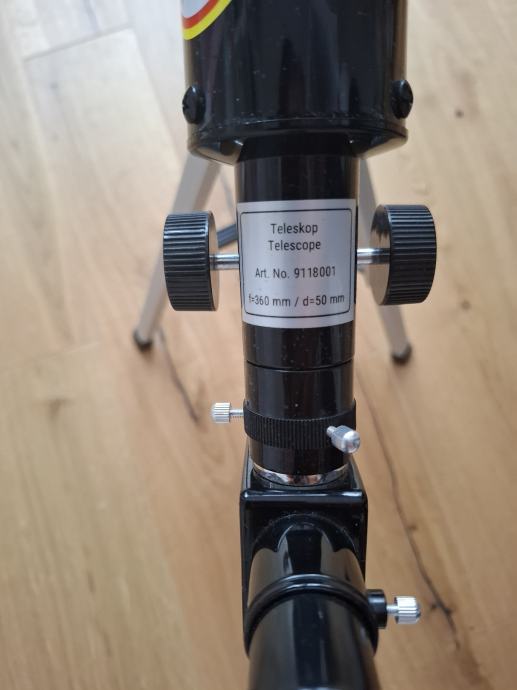 Teleskop
Telescope
Art. No. 9118001
f=360 mm / d=50 mm